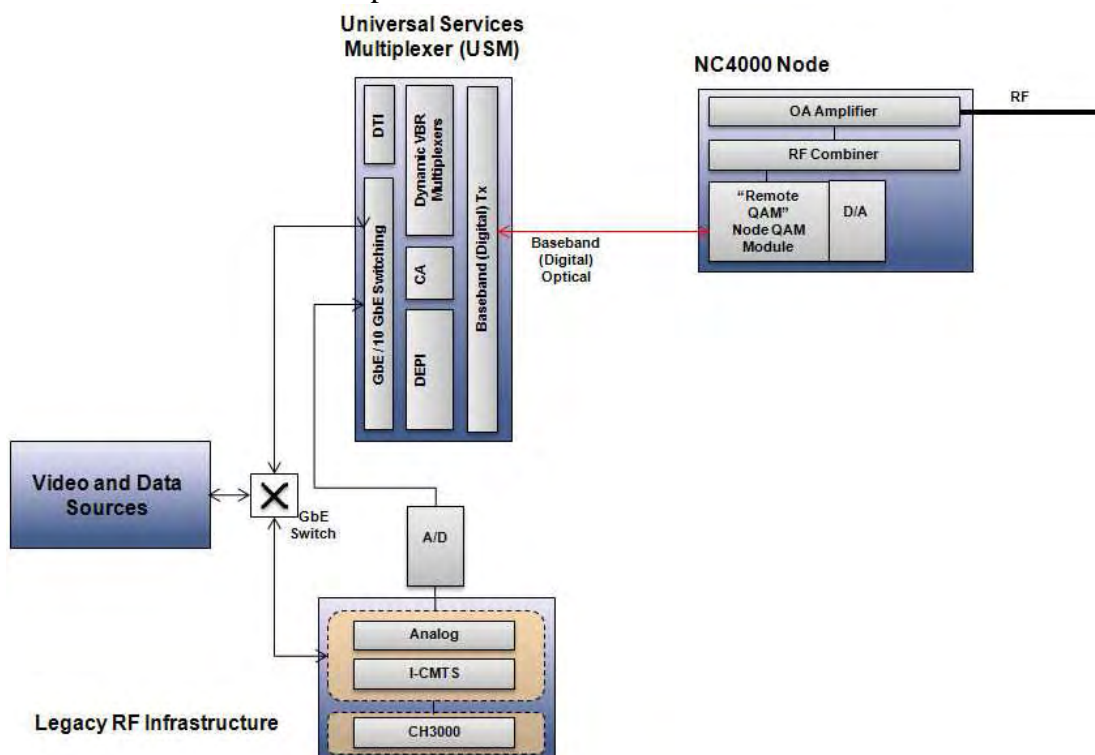 Universal Services
Multiplexer (USM)
DTI
GbE / 10 GbE Switching
Dynamic VBR
Multiplexers
CA
DEPI
Baseband (Digital) Tx
Baseband
(Digital)
Optical
NC4000 Node
OA Amplifier
RF Combiner
“Remote
QAM”
Node QAM
Module
D/A
RF
Video and Data
Sources
GbE
Switch
A/D
Analog
I-CMTS
CH3000
Legacy RF Infrastructure